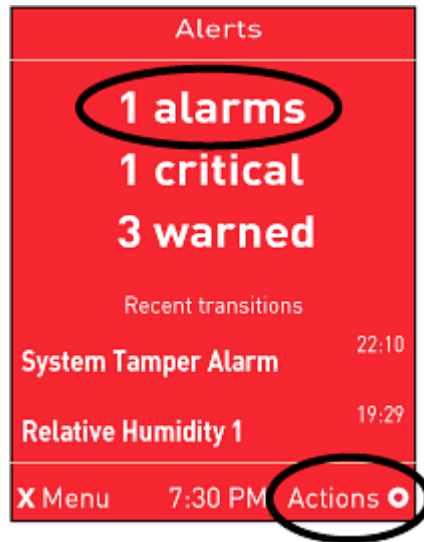 Alerts
1 alarms
1 critical
3 warned
Recent transitions
System Tamper Alarm 22:10
Relative Humidity 1 19:29
X Menu 7:30 PM Actions